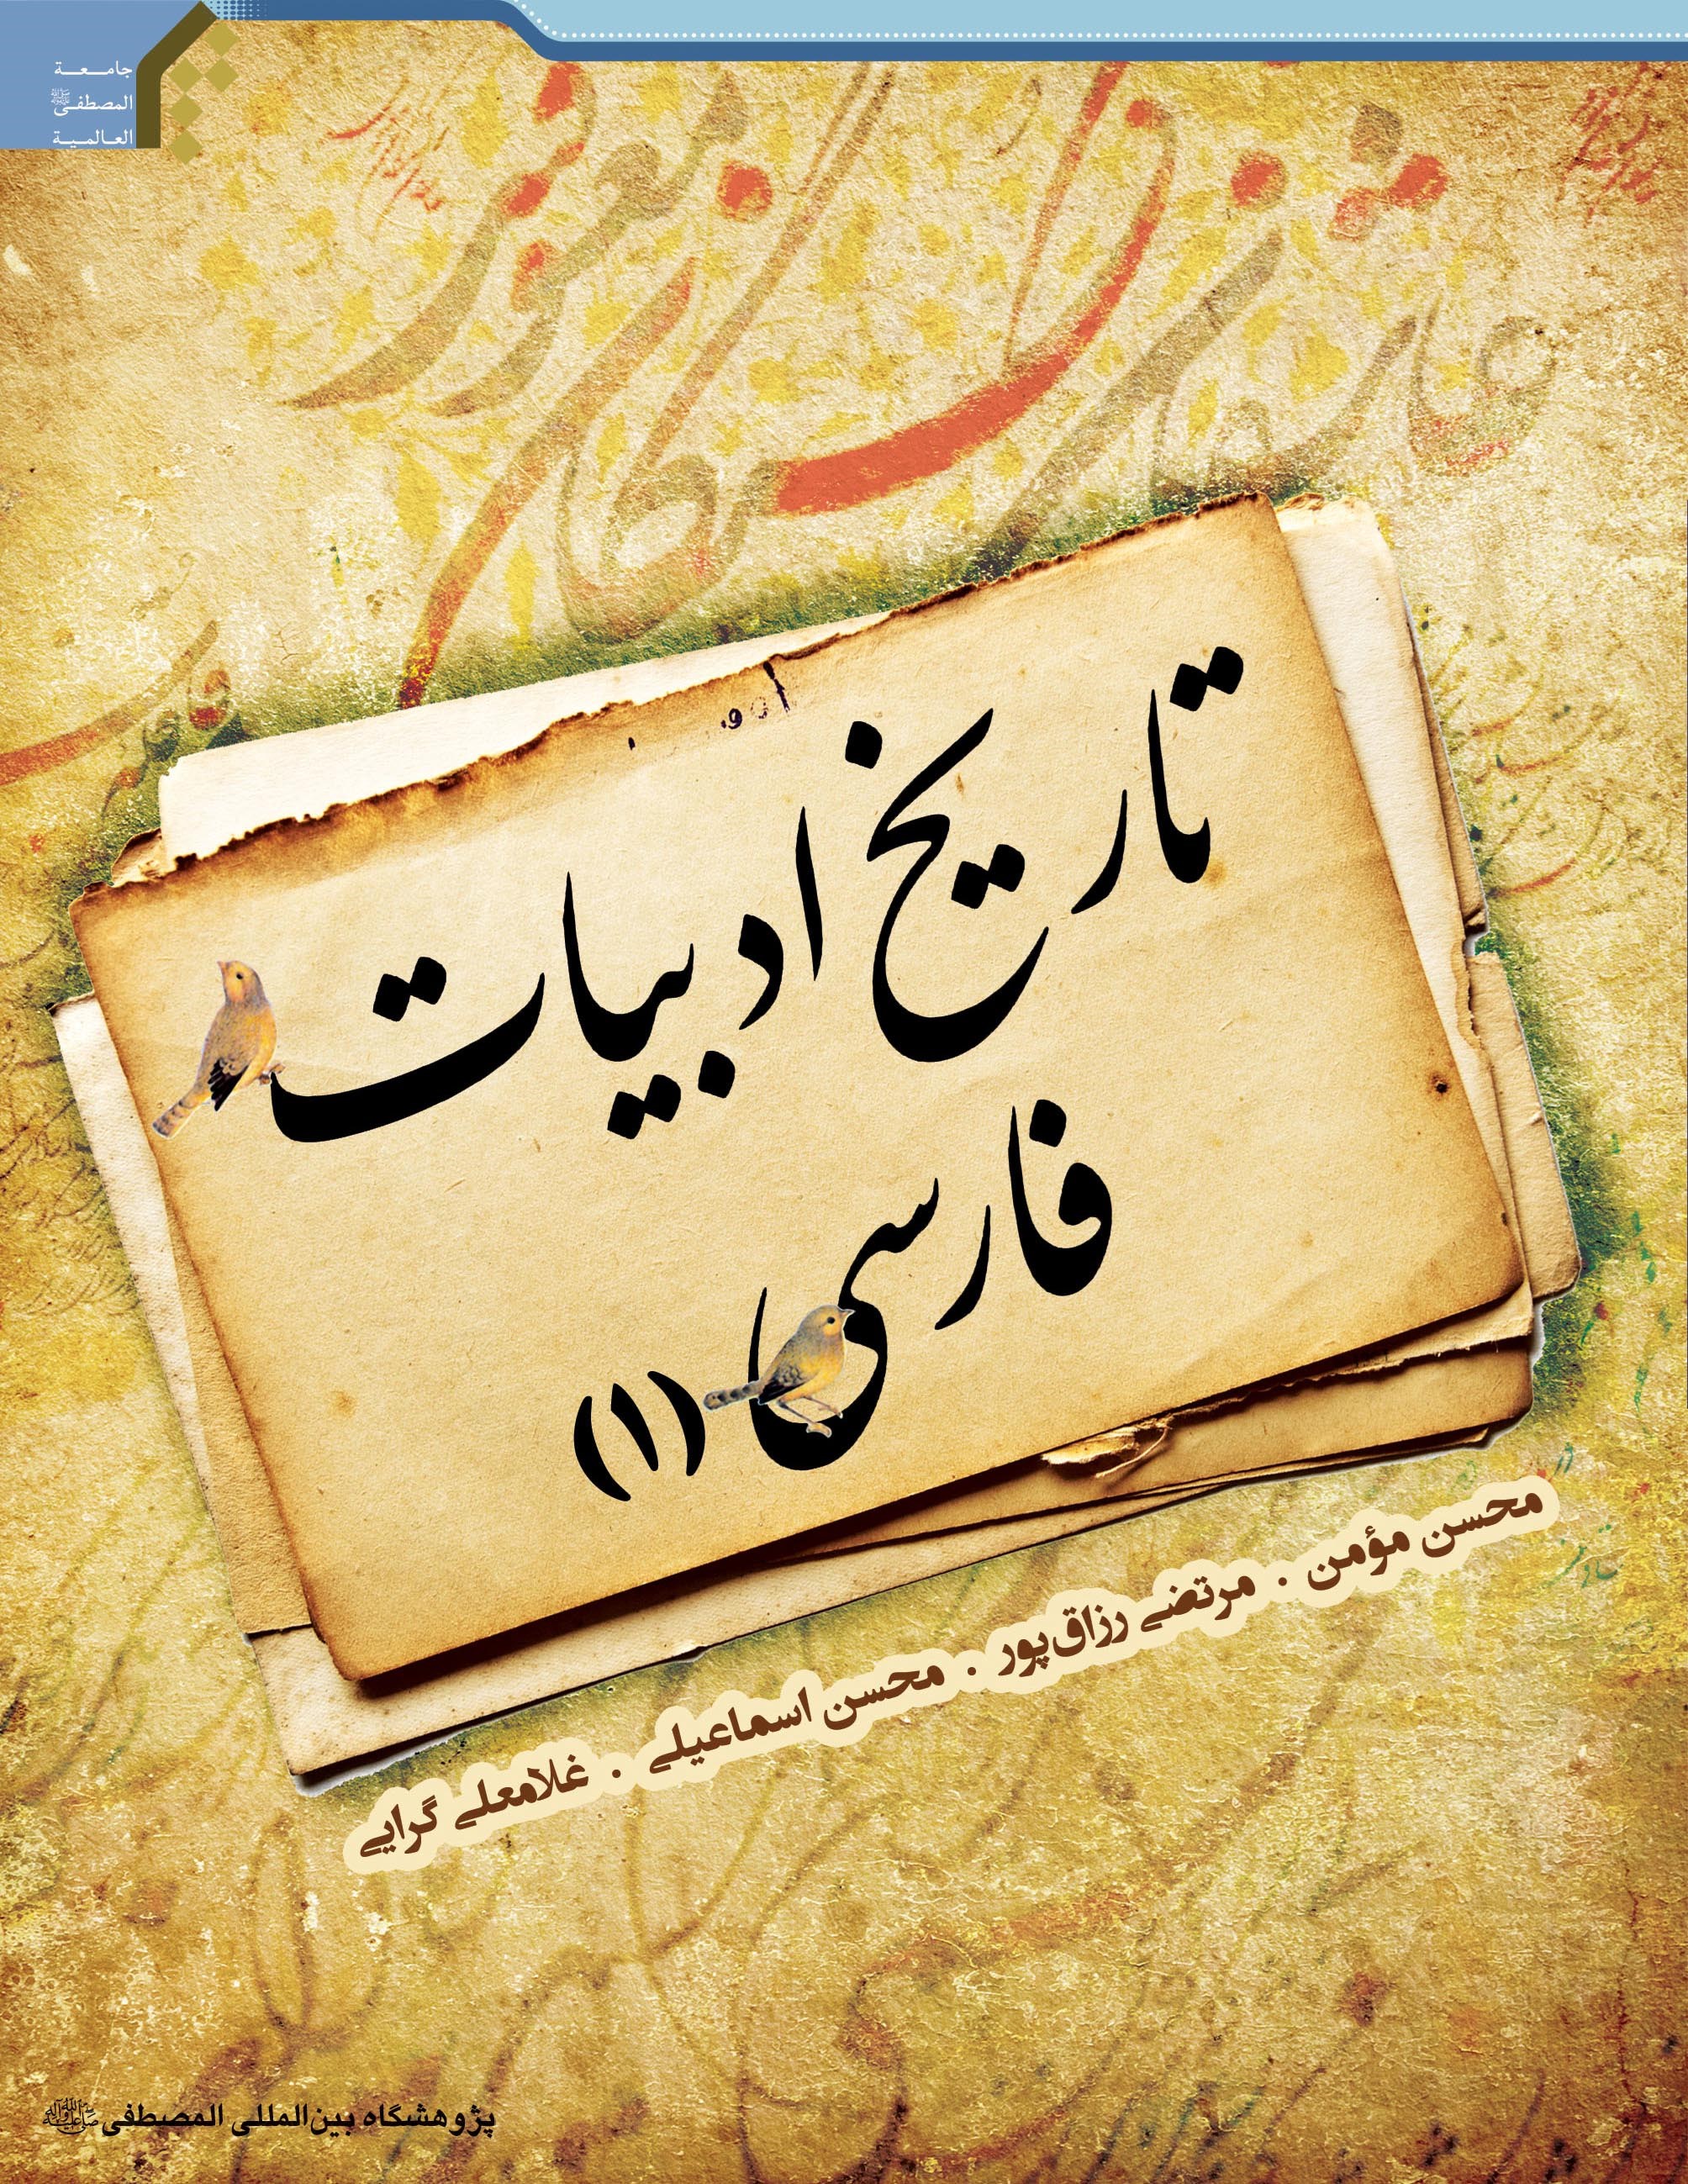 جامعة
المصطفی ﷺ
العالمية
تاریخ ادبیات
فارسی (۱)
محسن مؤمن . مرتضی رزاق‌پور . محسن اسماعیلی . غلامعلی گرایی
پژوهشگاه بین‌المللی المصطفی ﷺ